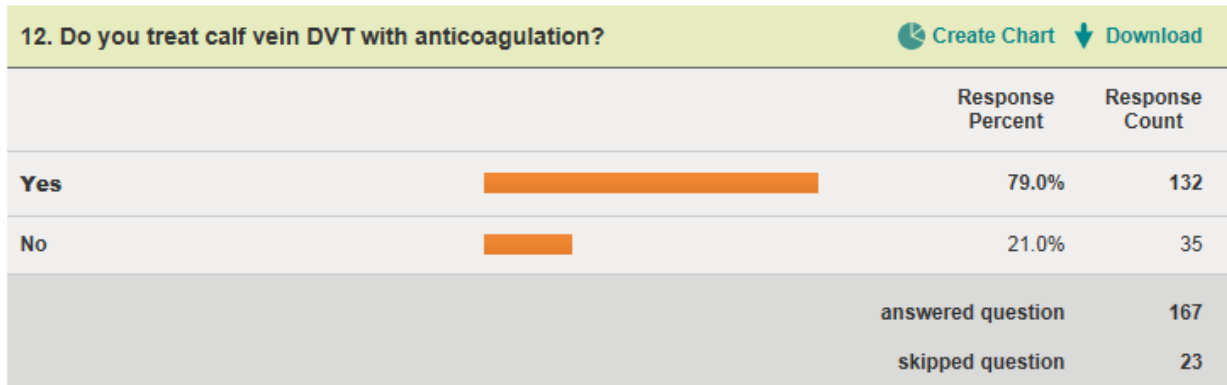 12. Do you treat calf vein DVT with anticoagulation? Create Chart Download
Response Response
Percent Count
Yes 79.0% 132
No 21.0% 35
answered question 167
skipped question 23